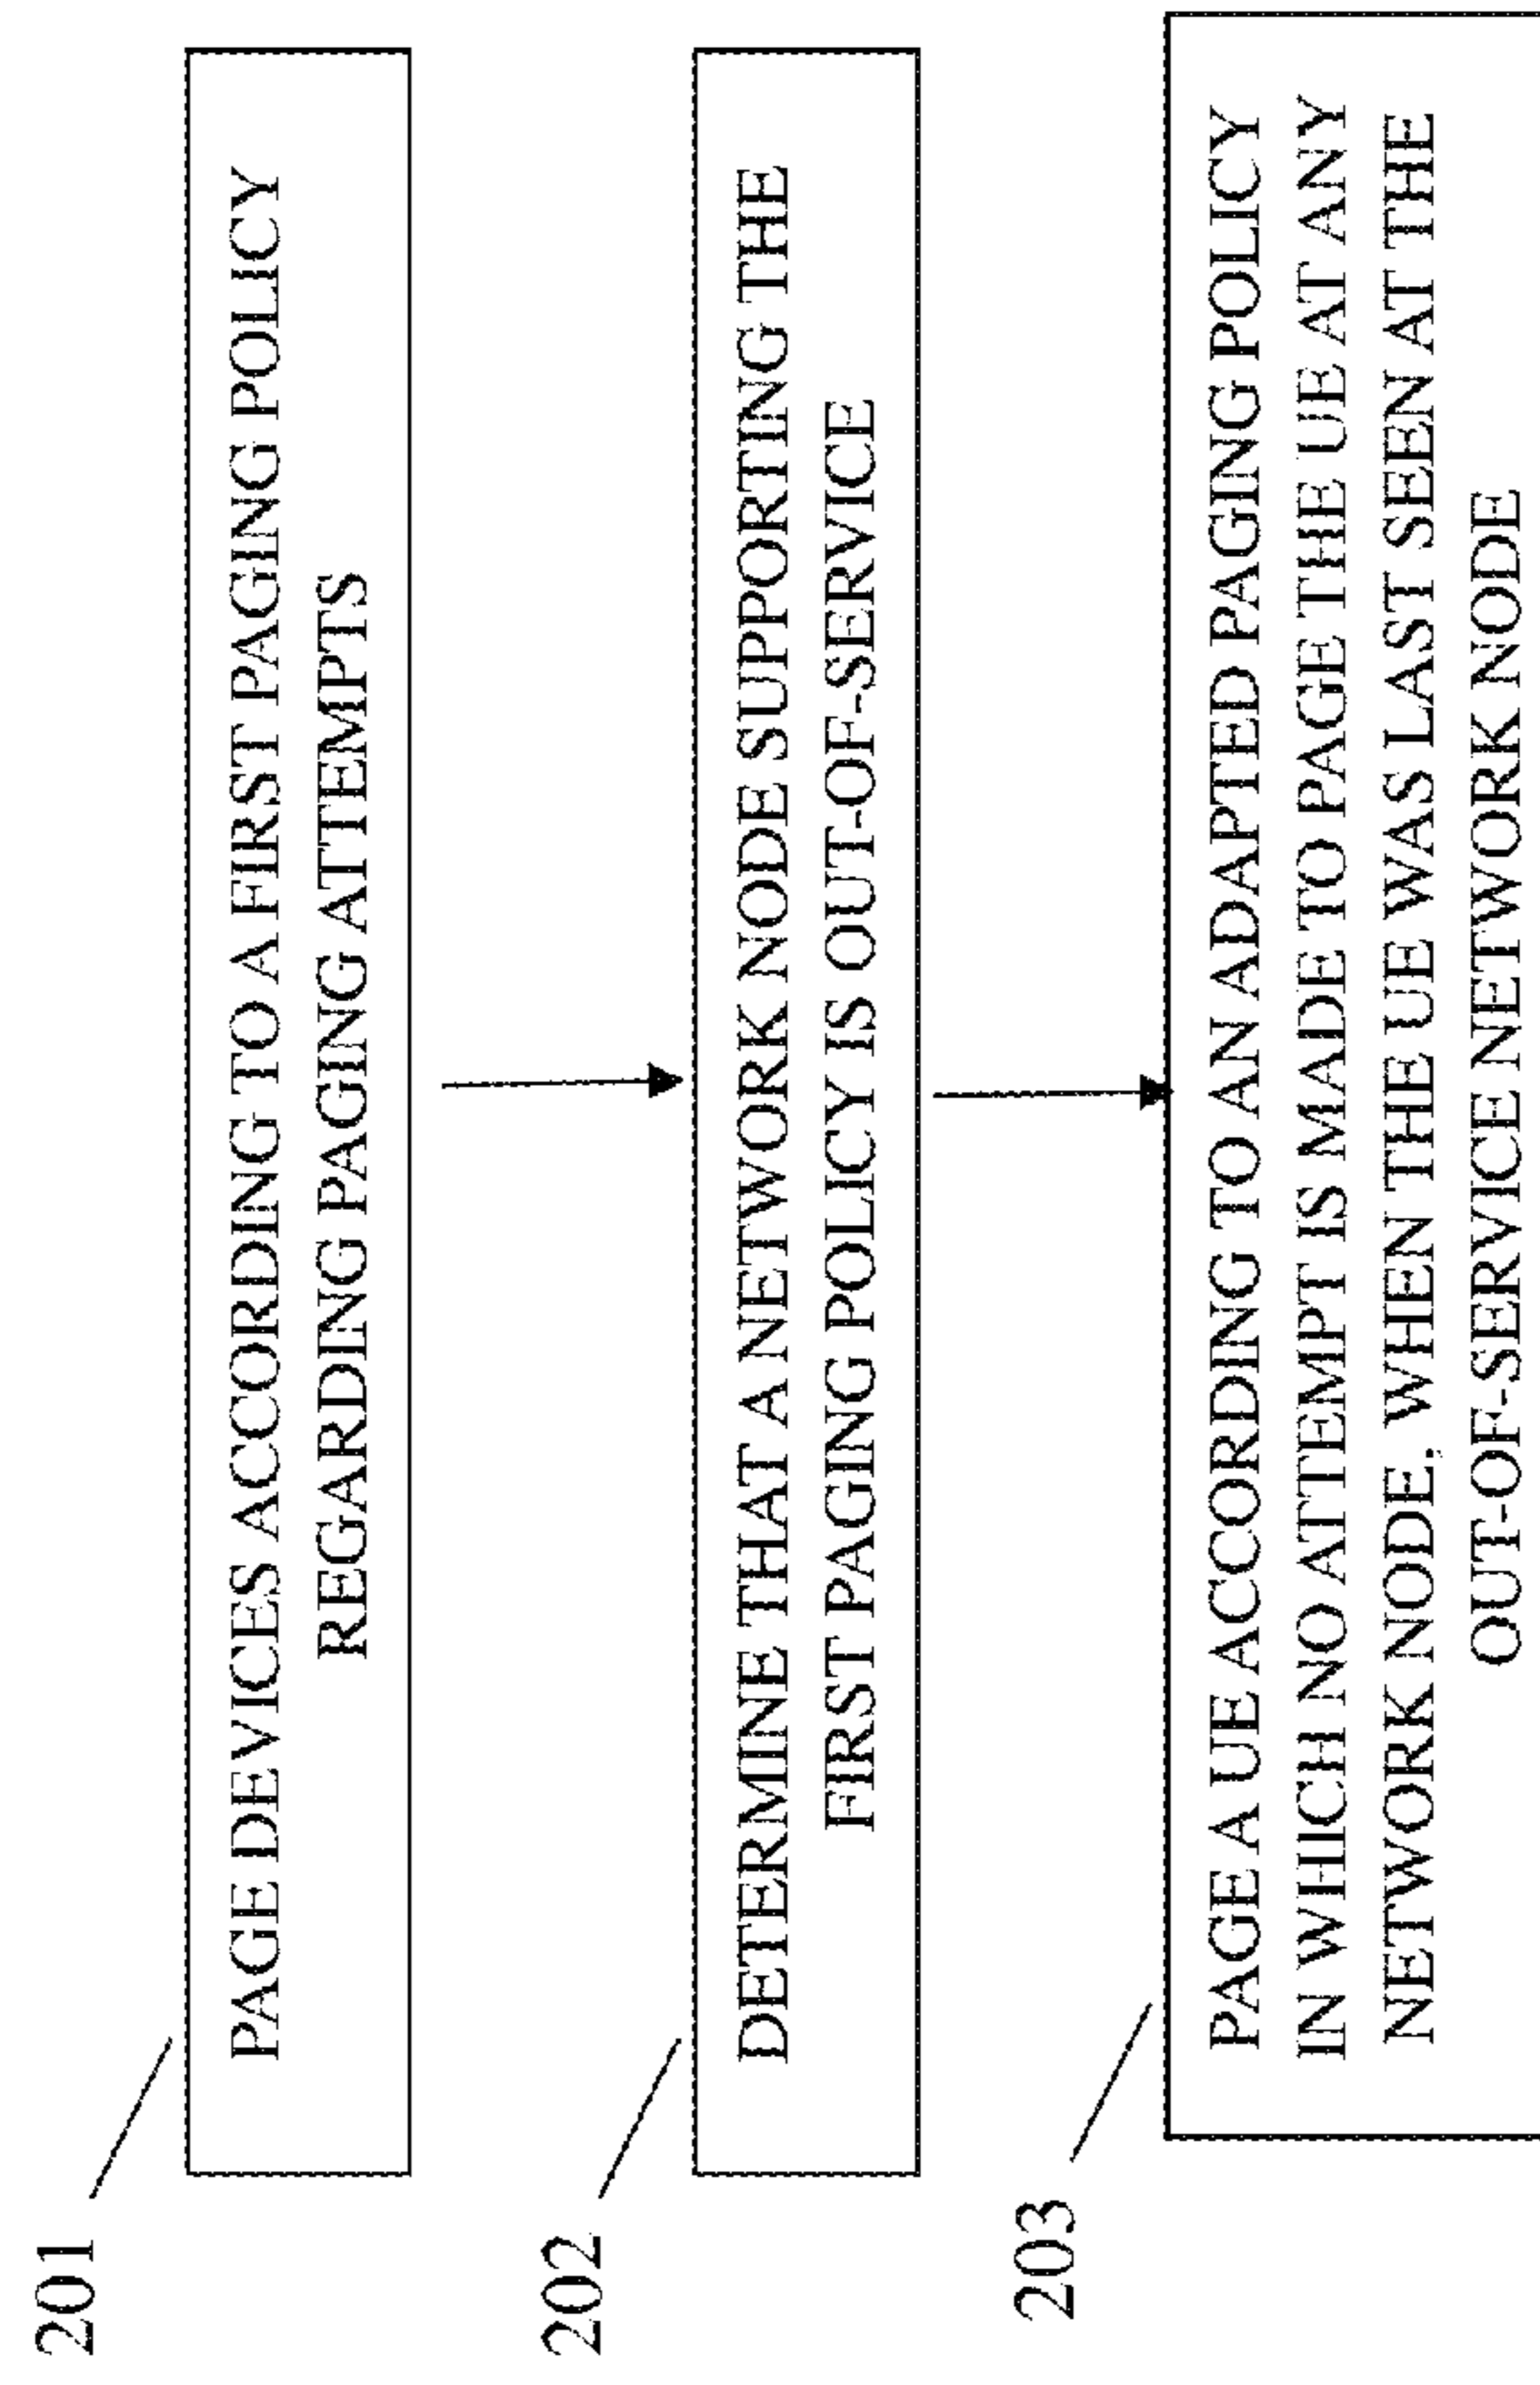 201
PAGE DEVICES ACCORDING TO A FIRST PAGING POLICY
REGARDING PAGING ATTEMPTS
202
DETERMINE THAT A NETWORK NODE SUPPORTING THE
FIRST PAGING POLICY IS OUT-OF-SERVICE
203
PAGE A UE ACCORDING TO AN ADAPTED PAGING POLICY
IN WHICH NO ATTEMPT IS MADE TO PAGE THE UE AT ANY
NETWORK NODE, WHEN THE UE WAS LAST SEEN AT THE
OUT-OF-SERVICE NETWORK NODE